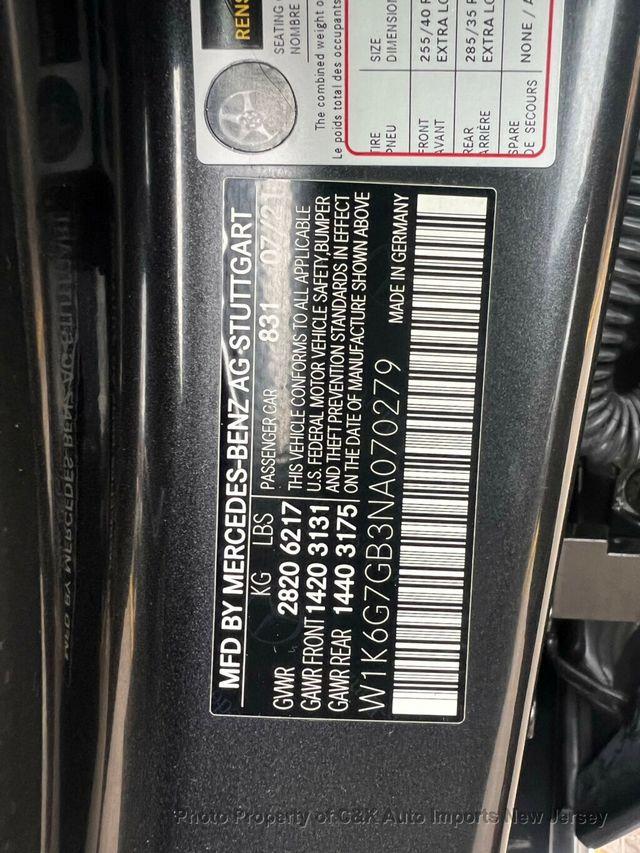 MFD BY MERCEDES-BENZ AG·STUTTGART
KG LBS PASSENGER CAR 831 07/21
GVWR 2820 6217
GAWR FRONT 1420 3131
GAWR REAR 1440 3175
THIS VEHICLE CONFORMS TO ALL APPLICABLE
U.S. FEDERAL MOTOR VEHICLE SAFETY,BUMPER
AND THEFT PREVENTION STANDARDS IN EFFECT
ON THE DATE OF MANUFACTURE SHOWN ABOVE
W1K6G7GB3NA070279
MADE IN GERMANY
RENS
SEATING
NOMBRE
The combined weight o
Le poids total des occupants
TIRE SIZE
PNEU DIMENSION
FRONT 255/40 R
AVANT EXTRA LO
REAR 285/35 R
ARRIÈRE EXTRA L
SPARE NONE / A
DE SECOURS
Photo Property of C&K Auto Imports New Jersey